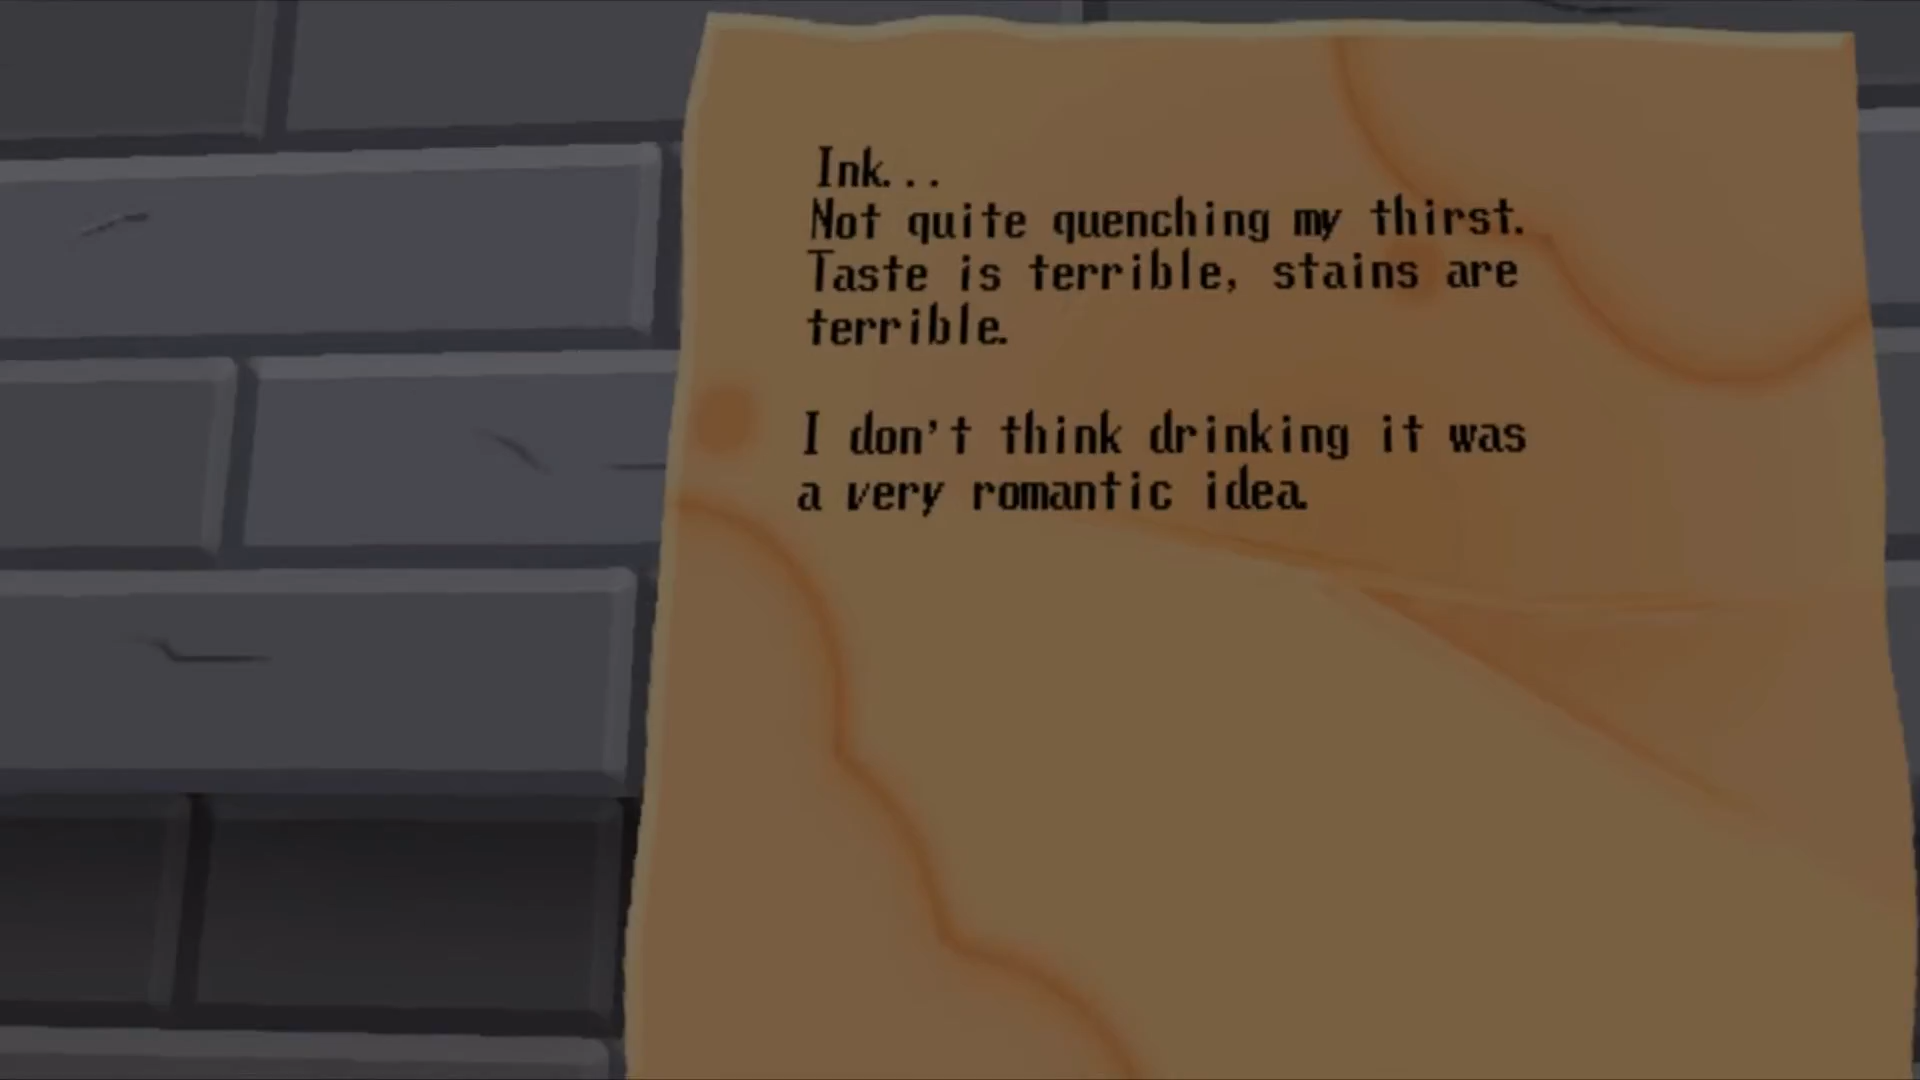 Ink...
Not quite quenching my thirst.
Taste is terrible, stains are
terrible.
I don't think drinking it was
a very romantic idea.